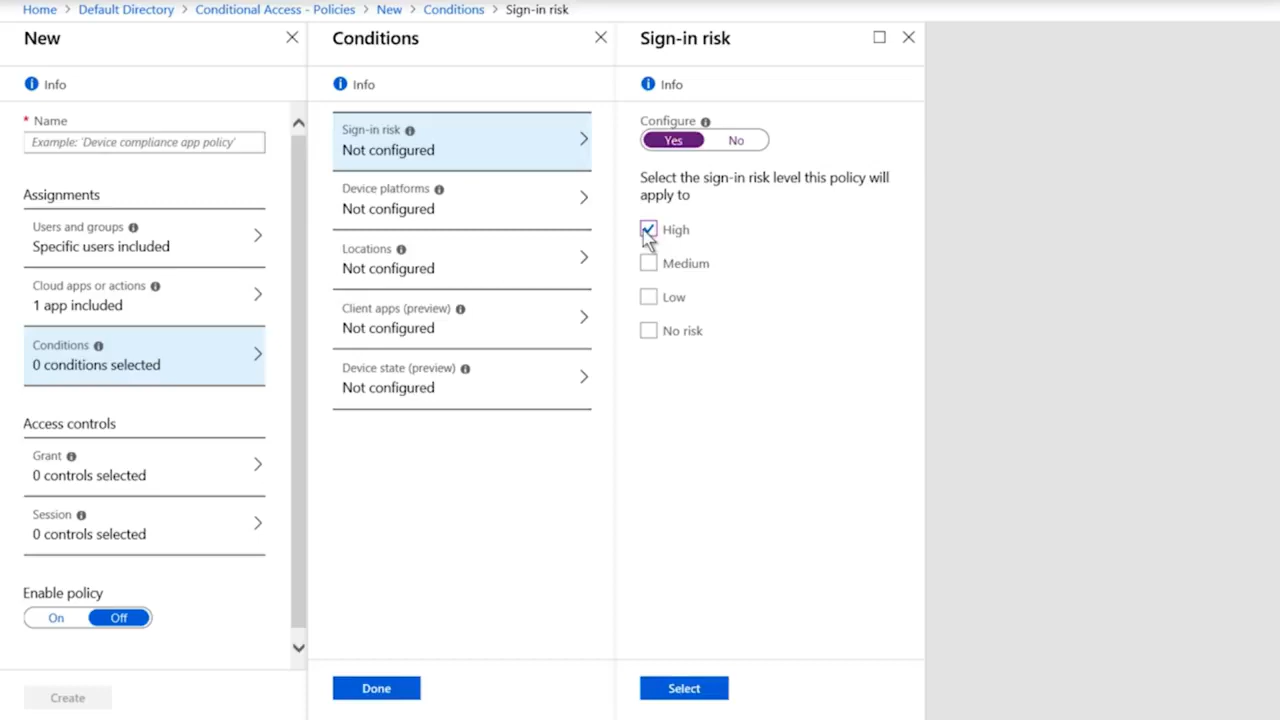 Home > Default Directory > Conditional Access - Policies > New > Conditions > Sign-in risk
New
Info
* Name
Example: 'Device compliance app policy'
Assignments
Users and groups
Specific users included
Cloud apps or actions
1 app included
Conditions
0 conditions selected
Access controls
Grant
0 controls selected
Session
0 controls selected
Enable policy
On Off
Create
Conditions
Info
Sign-in risk
Not configured
Device platforms
Not configured
Locations
Not configured
Client apps (preview)
Not configured
Device state (preview)
Not configured
Done
Sign-in risk
Info
Configure
Yes No
Select the sign-in risk level this policy will
apply to
High
Medium
Low
No risk
Select